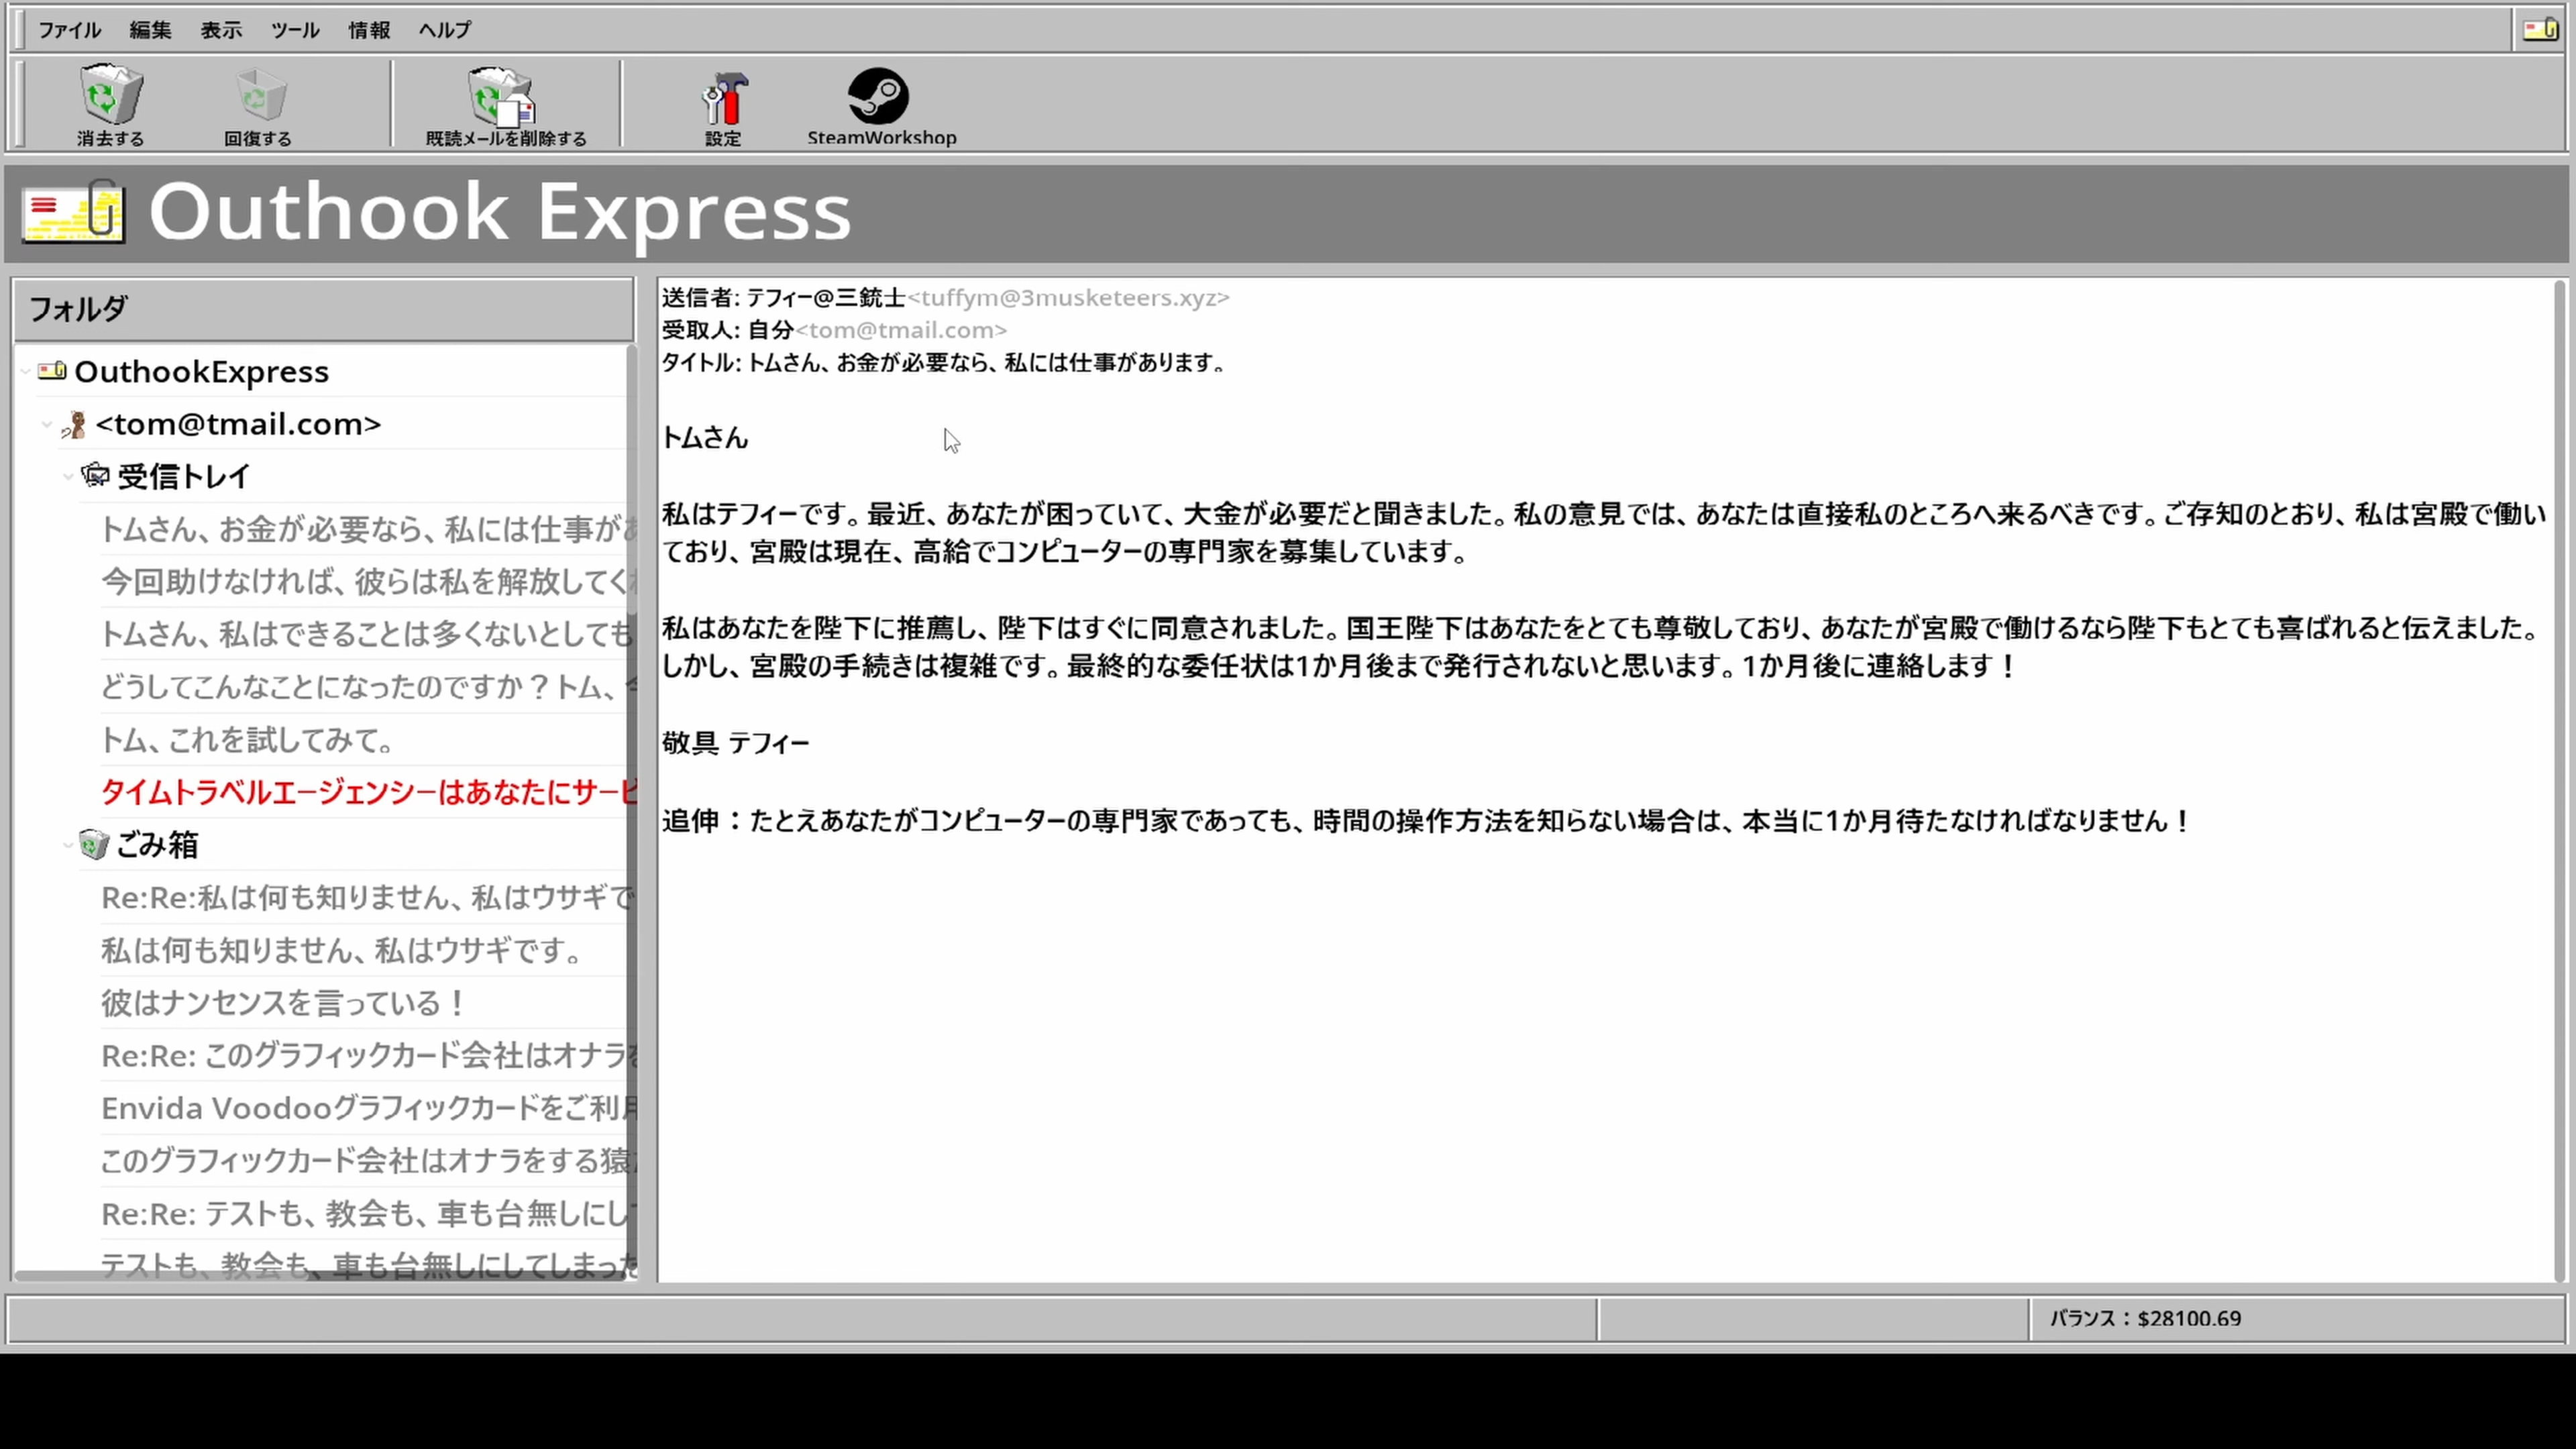 ファイル 編集 表示 ツール 情報 ヘルプ
消去する 回復する 既読メールを削除する 設定 SteamWorkshop
Outhook Express
フォルダ
OuthookExpress
<tom@tmail.com>
受信トレイ
トムさん、お金が必要なら、私には仕事が
今回助けなければ、彼らは私を解放してく
トムさん、私はできることは多くないとしても
どうしてこんなことになったのですか？トム、
トム、これを試してみて。
タイムトラベルエージェンシーはあなたにサービ
ごみ箱
Re:Re:私は何も知りません、私はウサギで
私は何も知りません、私はウサギです。
彼はナンセンスを言っている！
Re:Re: このグラフィックカード会社はオナラを
Envida Voodooグラフィックカードをご利用
このグラフィックカード会社はオナラをする猿
Re:Re: テストも、教会も、車も台無しにし
テストも、教会も、車も台無しにしてしまった
送信者: テフィー@三銃士<tuffym@3musketeers.xyz>
受取人: 自分<tom@tmail.com>
タイトル: トムさん、お金が必要なら、私には仕事があります。
トムさん
私はテフィーです。最近、あなたが困っていて、大金が必要だと聞きました。私の意見では、あなたは直接私のところへ来るべきです。ご存知のとおり、私は宮殿で働い
ており、宮殿は現在、高給でコンピューターの専門家を募集しています。
私はあなたを陛下に推薦し、陛下はすぐに同意されました。国王陛下はあなたをとても尊敬しており、あなたが宮殿で働けるなら陛下もとても喜ばれると伝えました。
しかし、宮殿の手続きは複雑です。最終的な委任状は1か月後まで発行されないと思います。1か月後に連絡します！
敬具 テフィー
追伸：たとえあなたがコンピューターの専門家であっても、時間の操作方法を知らない場合は、本当に1か月待たなければなりません！
バランス：$28100.69